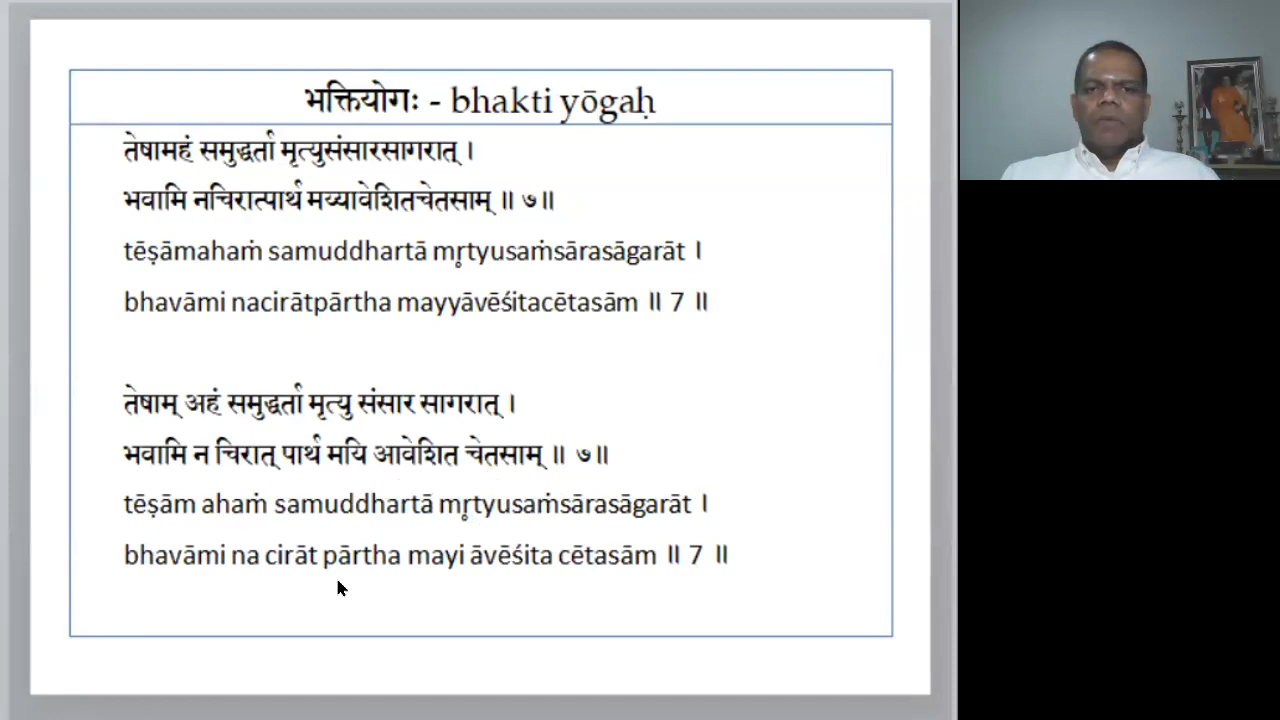 भक्तियोगः - bhakti yōgaḥ
तेषामहं समुद्धर्ता मृत्युसंसारसागरात् ।
भवामि नचिरात्पार्थ मय्यावेशितचेतसाम् ॥ ७॥
tēṣāmahaṁ samuddhartā mr̥tyusaṁsārasāgarāt ।
bhavāmi nacirātpārtha mayyāvēśitacētasām ॥ 7 ॥
तेषाम् अहं समुद्धर्ता मृत्यु संसार सागरात् ।
भवामि न चिरात् पार्थ मयि आवेशित चेतसाम् ॥ ७॥
tēṣām ahaṁ samuddhartā mr̥tyusaṁsārasāgarāt ।
bhavāmi na cirāt pārtha mayi āvēśita cētasām ॥ 7 ॥